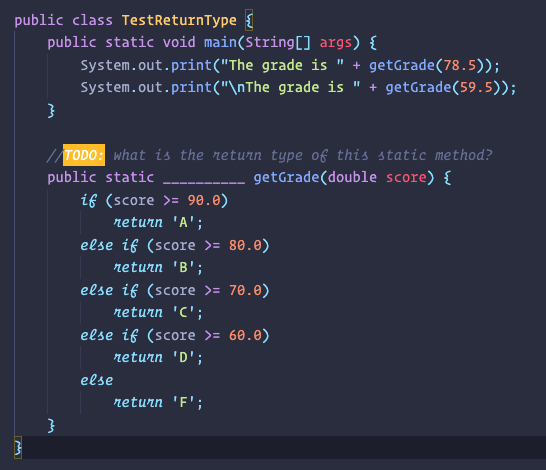 public class TestReturnType {
    public static void main(String[] args) {
        System.out.print("The grade is " + getGrade(78.5));
        System.out.print("\nThe grade is " + getGrade(59.5));
    }

    //TODO: what is the return type of this static method?
    public static __________ getGrade(double score) {
        if (score >= 90.0)
            return 'A';
        else if (score >= 80.0)
            return 'B';
        else if (score >= 70.0)
            return 'C';
        else if (score >= 60.0)
            return 'D';
        else
            return 'F';
    }
}